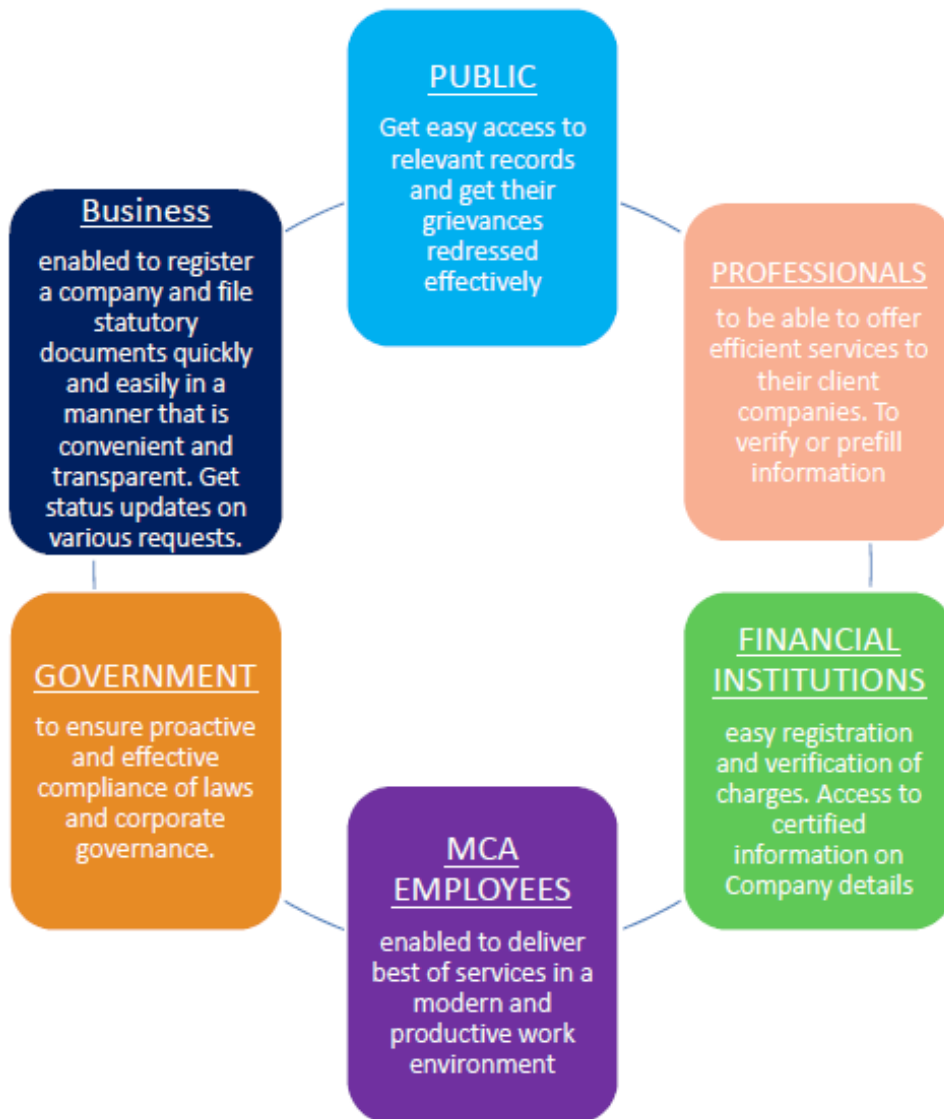 PUBLIC
Get easy access to
relevant records
and get their
grievances
redressed
effectively
PROFESSIONALS
to be able to offer
efficient services to
their client
companies. To
verify or prefill
information
FINANCIAL
INSTITUTIONS
easy registration
and verification of
charges. Access to
certified
information on
Company details
MCA
EMPLOYEES
enabled to deliver
best of services in a
modern and
productive work
environment
GOVERNMENT
to ensure proactive
and effective
compliance of laws
and corporate
governance.
Business
enabled to register
a company and file
statutory
documents quickly
and easily in a
manner that is
convenient and
transparent. Get
status updates on
various requests.